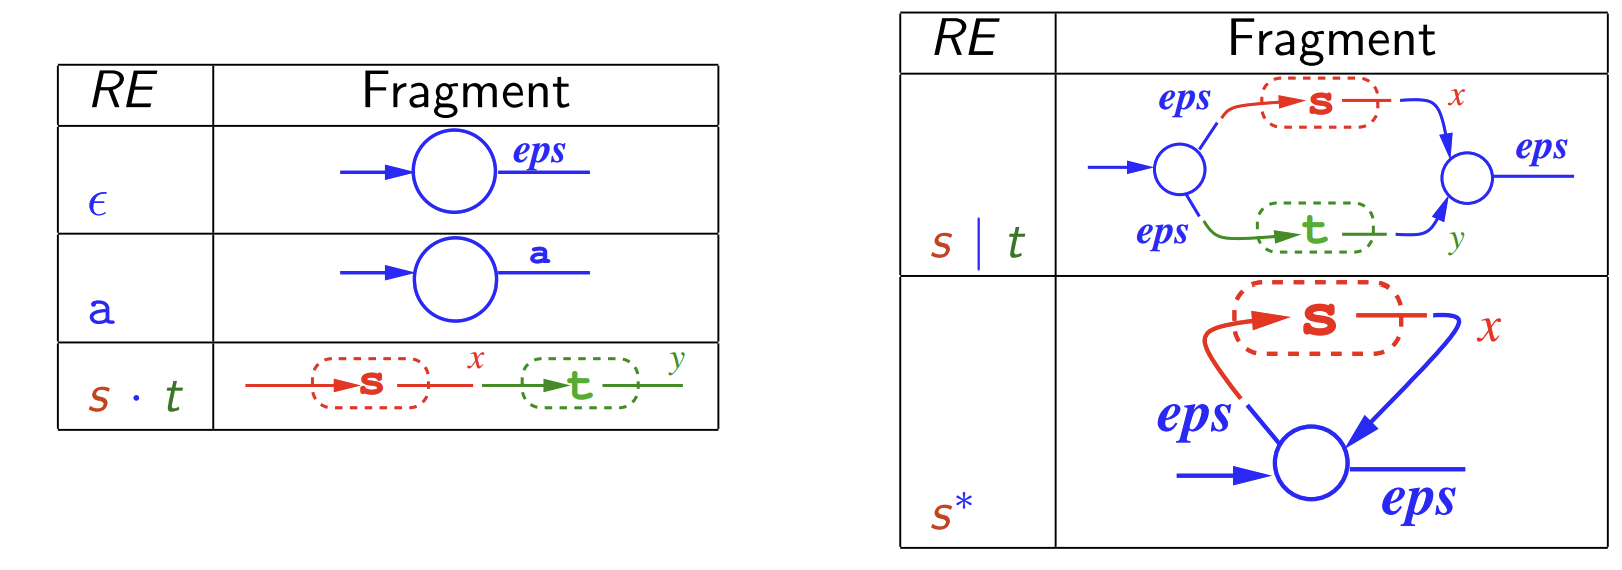 RE Fragment
ϵ eps
a a
s · t s x t y
RE Fragment
eps s x
eps
eps t y
s | t
s x
eps
eps
s*